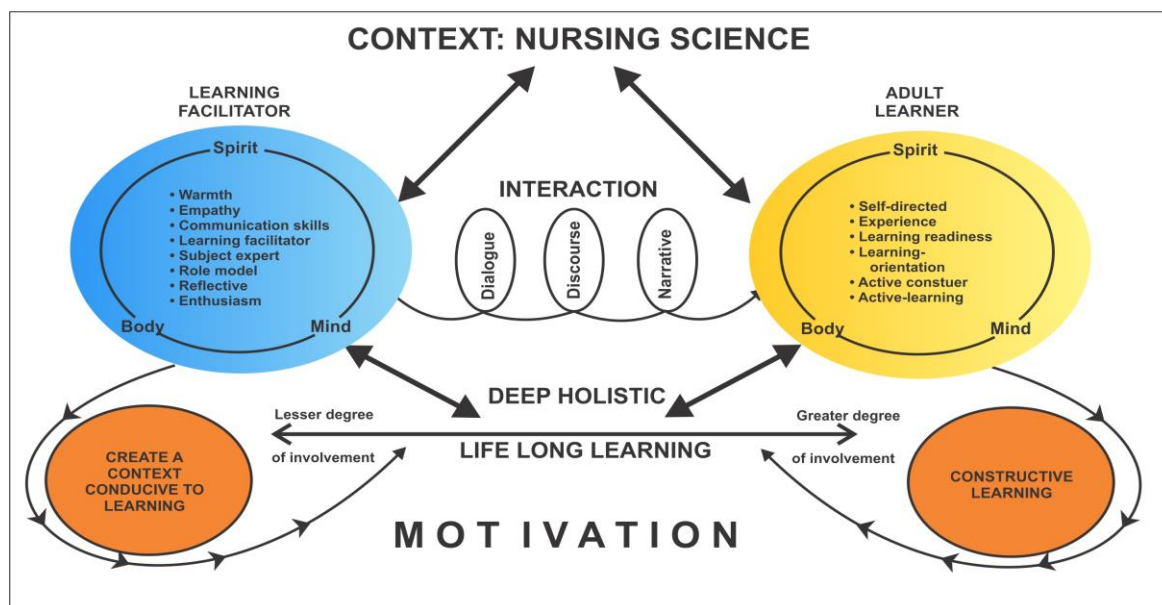 CONTEXT: NURSING SCIENCE
LEARNING
FACILITATOR
Spirit
• Warmth
• Empathy
• Communication skills
• Learning facilitator
• Subject expert
• Role model
• Reflective
• Enthusiasm
Body
Mind
INTERACTION
Dialogue
Discourse
Narrative
ADULT
LEARNER
Spirit
• Self-directed
• Experience
• Learning readiness
• Learning-
orientation
• Active constuer
• Active-learning
Body
Mind
DEEP HOLISTIC
Lesser degree
of involvement
Greater degree
of involvement
LIFE LONG LEARNING
CREATE A
CONTEXT
CONDUCIVE TO
LEARNING
CONSTRUCTIVE
LEARNING
MOTIVATION